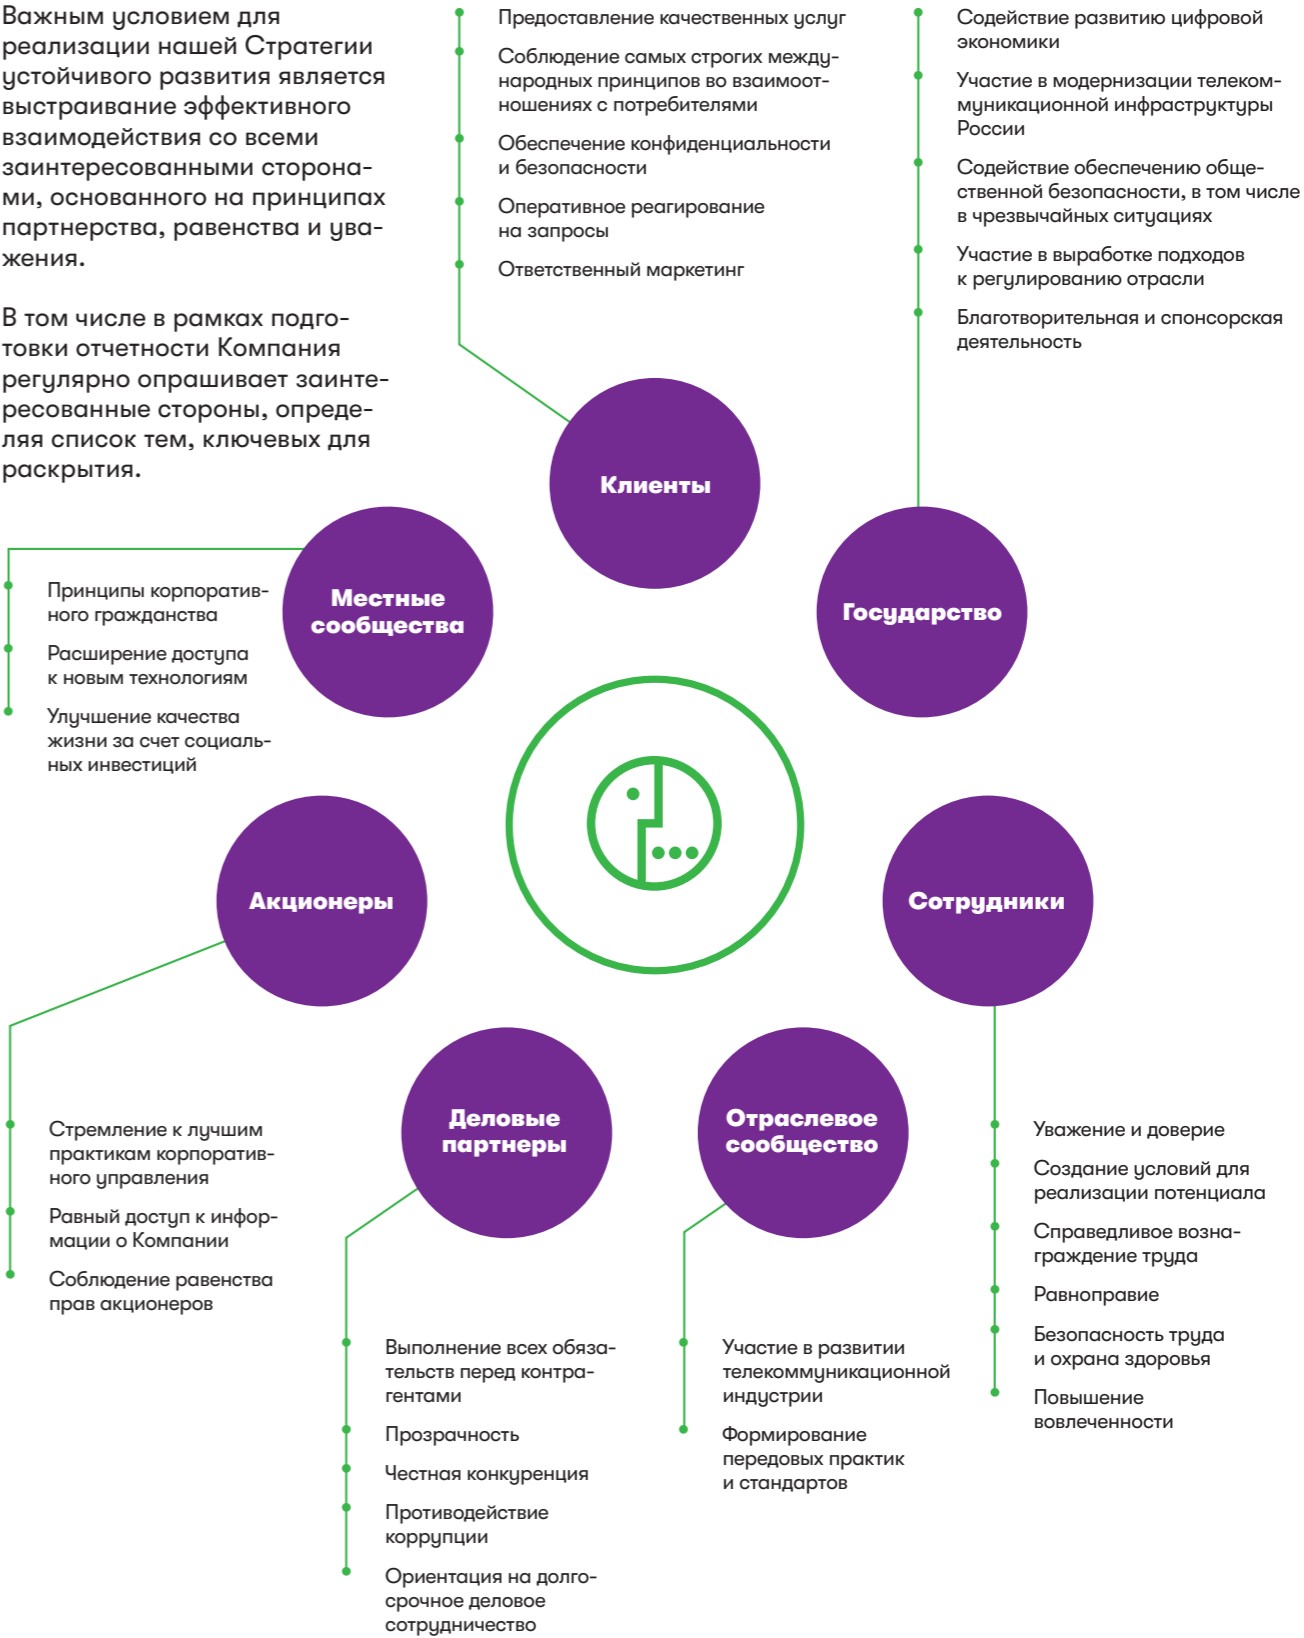 Важным условием для
реализации нашей Стратегии
устойчивого развития является
выстраивание эффективного
взаимодействия со всеми
заинтересованными сторона-
ми, основанного на принципах
партнерства, равенства и ува-
жения.
В том числе в рамках подго-
товки отчетности Компания
регулярно опрашивает заинте-
ресованные стороны, опреде-
ляя список тем, ключевых для
раскрытия.
Предоставление качественных услуг
Соблюдение самых строгих между-
народных принципов во взаимоот-
ношениях с потребителями
Обеспечение конфиденциальности
и безопасности
Оперативное реагирование
на запросы
Ответственный маркетинг
Содействие развитию цифровой
экономики
Участие в модернизации телеком-
муникационной инфраструктуры
России
Содействие обеспечению обще-
ственной безопасности, в том числе
в чрезвычайных ситуациях
Участие в выработке подходов
к регулированию отрасли
Благотворительная и спонсорская
деятельность
Клиенты
Государство
Местные
сообщества
Принципы корпоратив-
ного гражданства
Расширение доступа
к новым технологиям
Улучшение качества
жизни за счет социаль-
ных инвестиций
Акционеры
Сотрудники
Деловые
партнеры
Отраслевое
сообщество
Стремление к лучшим
практикам корпоратив-
ного управления
Равный доступ к инфор-
мации о Компании
Соблюдение равенства
прав акционеров
Выполнение всех обяза-
тельств перед контра-
гентами
Прозрачность
Честная конкуренция
Противодействие
коррупции
Ориентация на долго-
срочное деловое
сотрудничество
Участие в развитии
телекоммуникационной
индустрии
Формирование
передовых практик
и стандартов
Уважение и доверие
Создание условий для
реализации потенциала
Справедливое возна-
граждение труда
Равноправие
Безопасность труда
и охрана здоровья
Повышение
вовлеченности